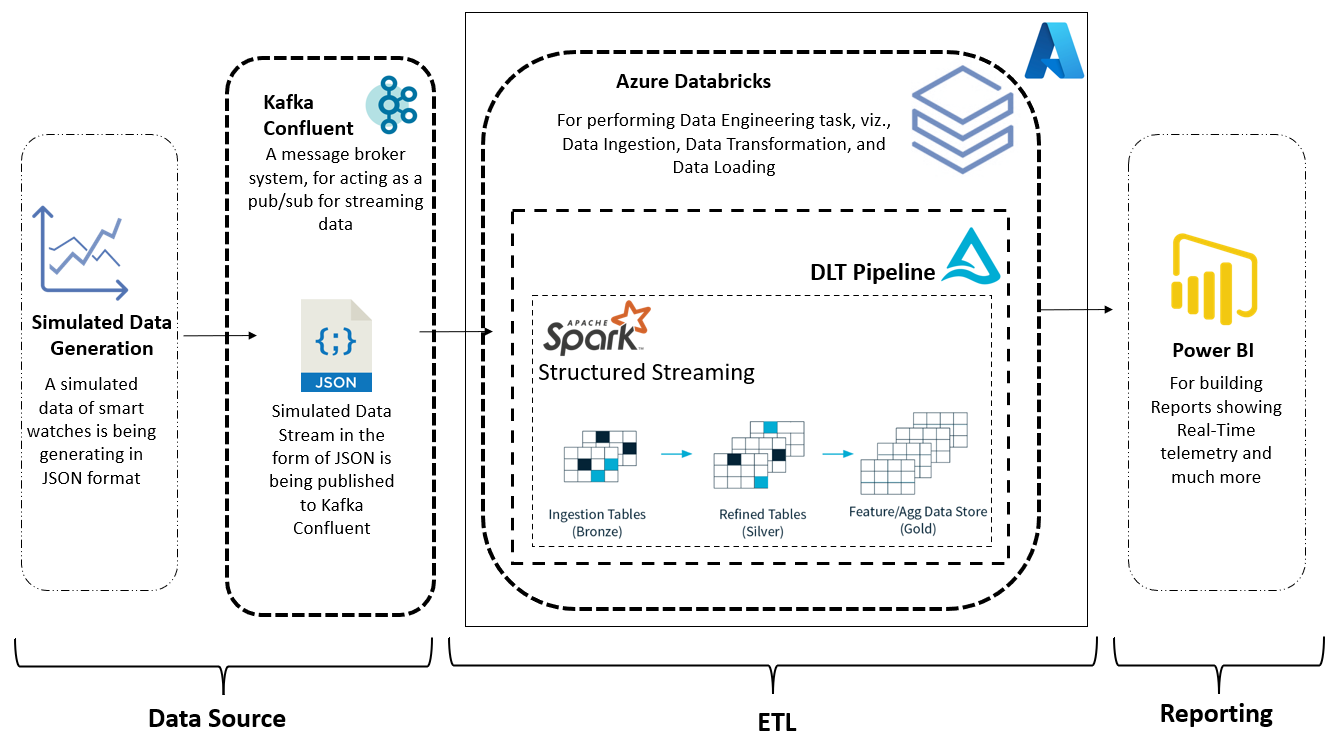 Simulated Data
Generation
A simulated
data of smart
watches is being
generating in
JSON format
Kafka
Confluent
A message broker
system, for acting as a
pub/sub for streaming
data
{;}
JSON
Simulated Data
Stream in the
form of JSON is
being published
to Kafka
Confluent
Azure Databricks
For performing Data Engineering task, viz.,
Data Ingestion, Data Transformation, and
Data Loading
DLT Pipeline
APACHE
Spark™
Structured Streaming
Ingestion Tables
(Bronze)
Refined Tables
(Silver)
Feature/Agg Data Store
(Gold)
Power BI
For building
Reports showing
Real-Time
telemetry and
much more
Data Source
ETL
Reporting